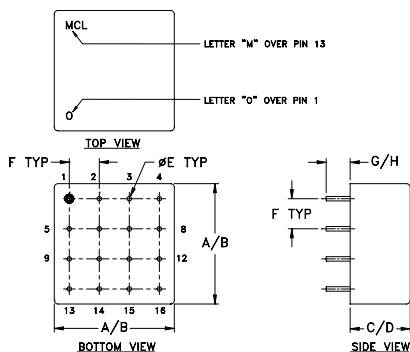 MCL
LETTER "M" OVER PIN 13
O
LETTER "O" OVER PIN 1
TOP VIEW
F TYP
ØE TYP
G/H
1 2 3 4
F TYP
5 8
A/B
9 12
13 14 15 16
A/B
C/D
BOTTOM VIEW
SIDE VIEW